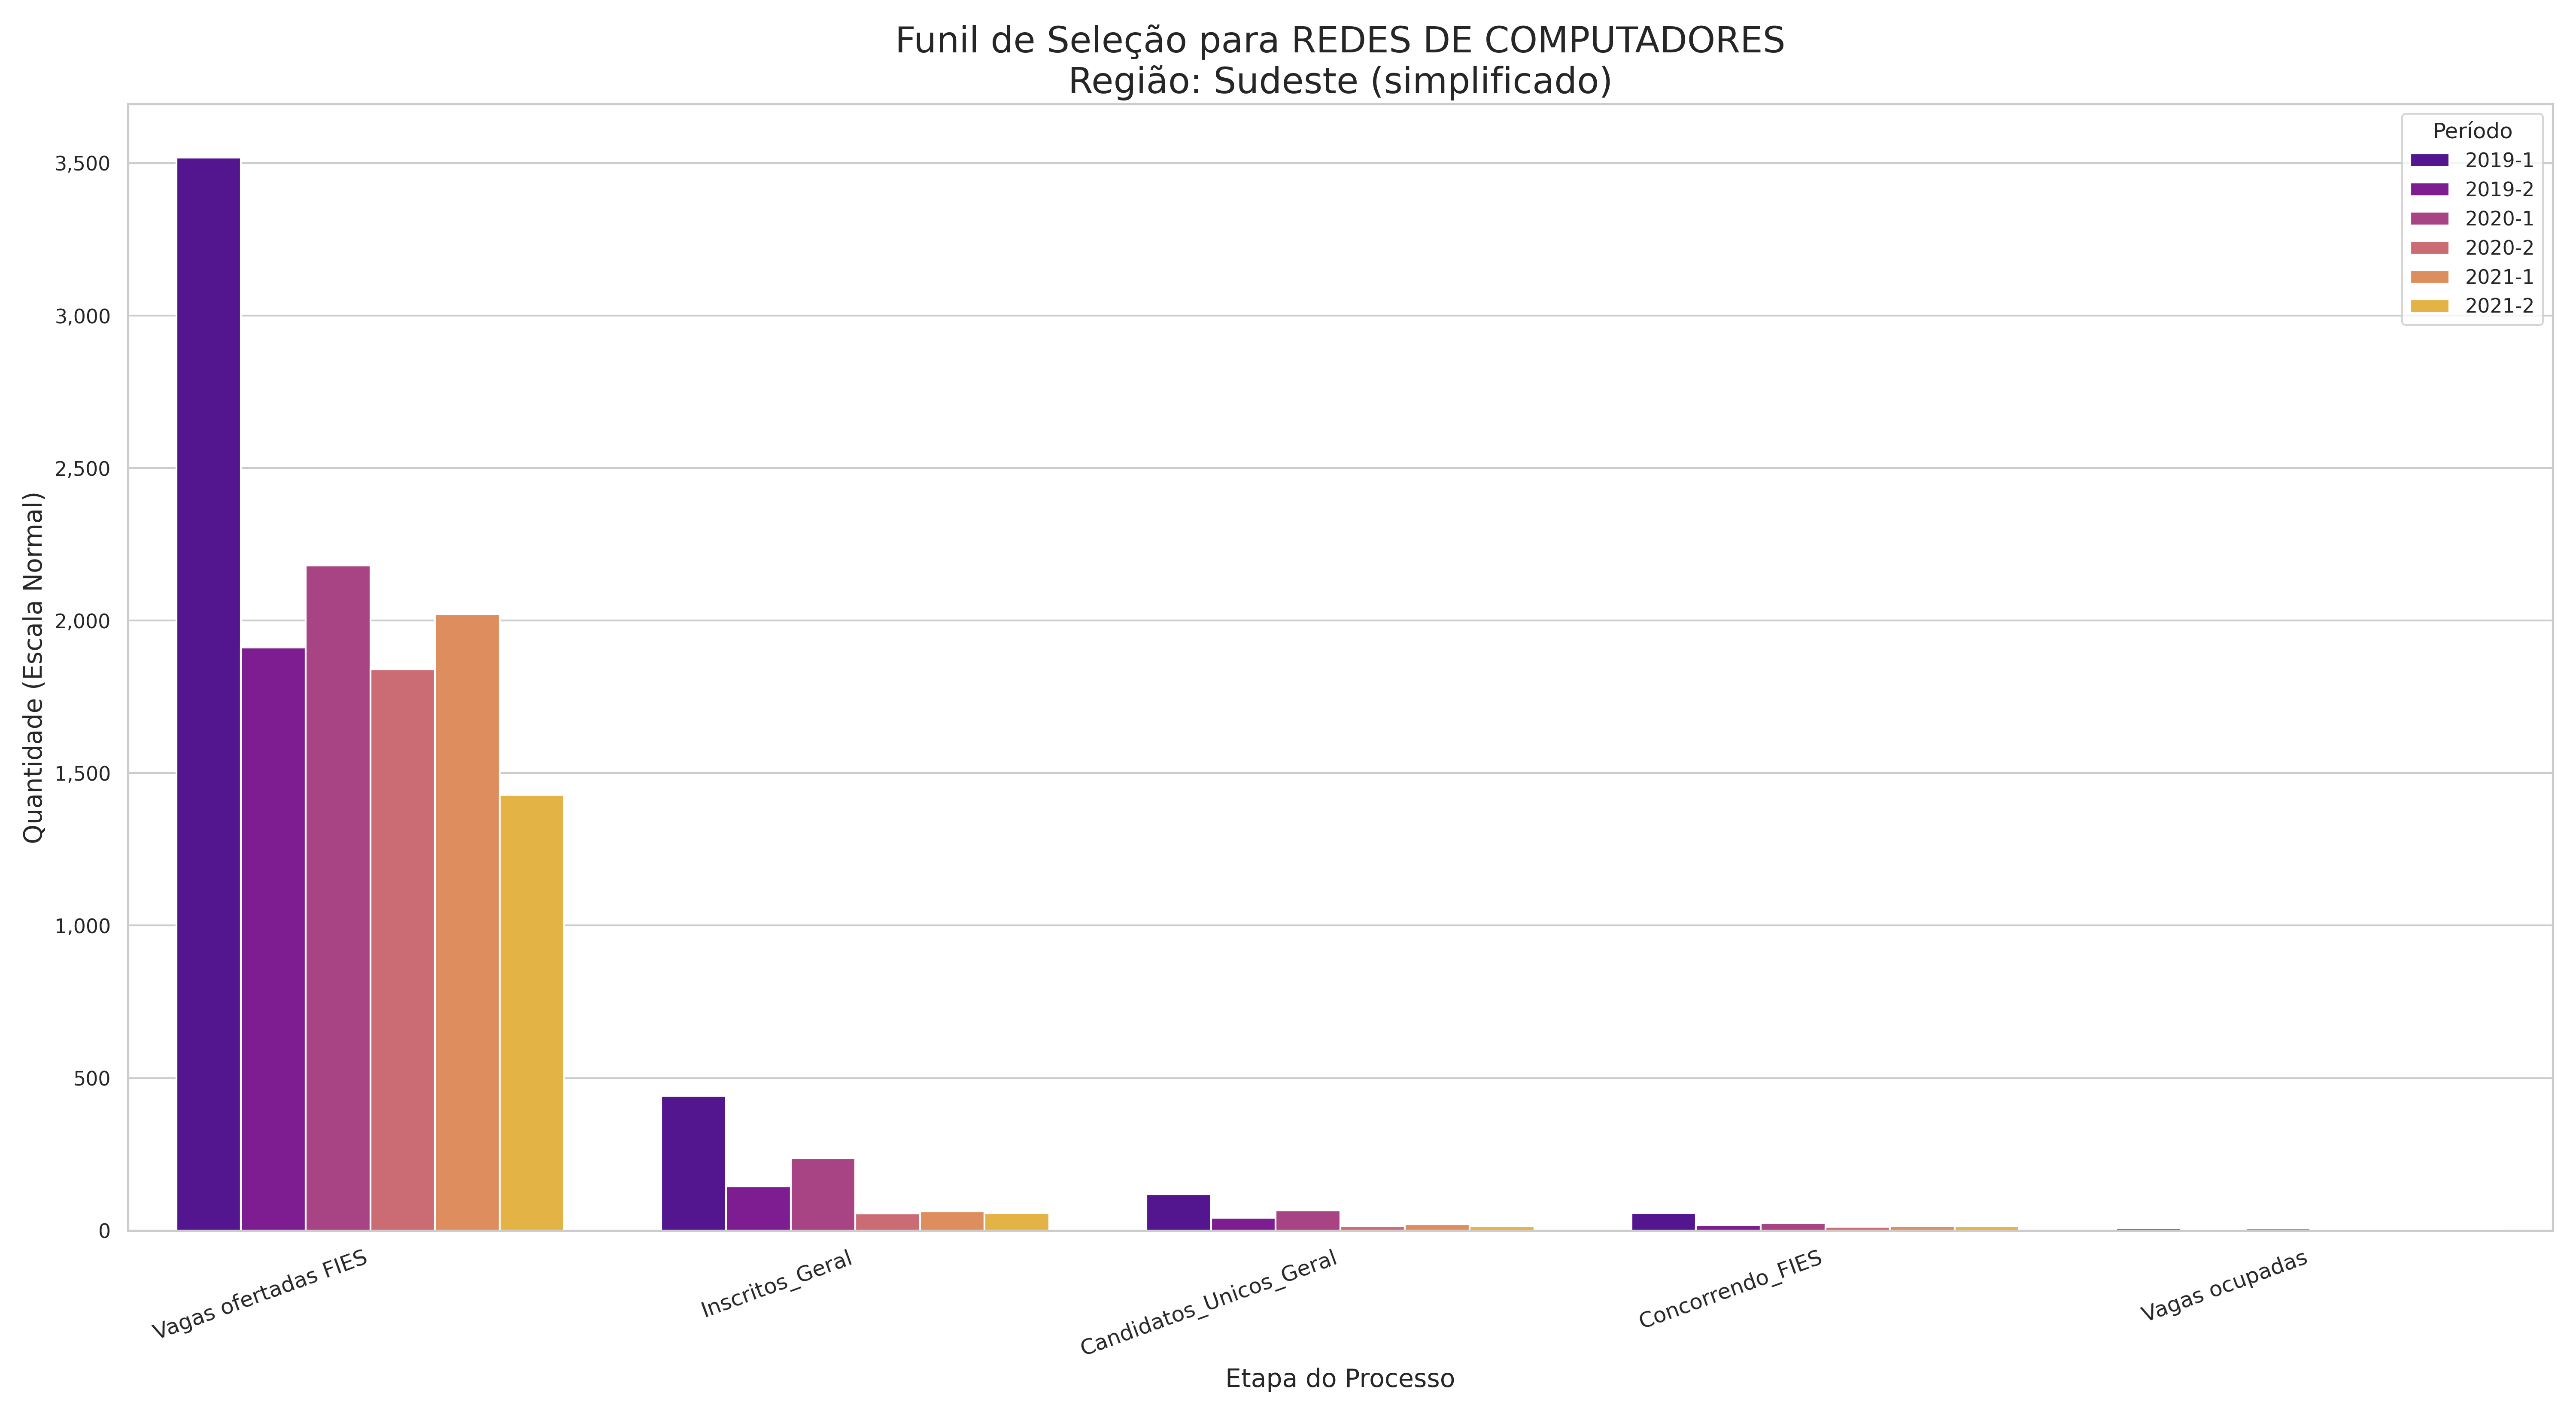 Funil de Seleção para REDES DE COMPUTADORES
Região: Sudeste (simplificado)
Quantidade (Escala Normal)
3,500
3,000
2,500
2,000
1,500
1,000
500
0
Período
2019-1
2019-2
2020-1
2020-2
2021-1
2021-2
Vagas ofertadas FIES
Inscritos_Geral
Candidatos_Unicos_Geral
Concorrendo_FIES
Vagas ocupadas
Etapa do Processo